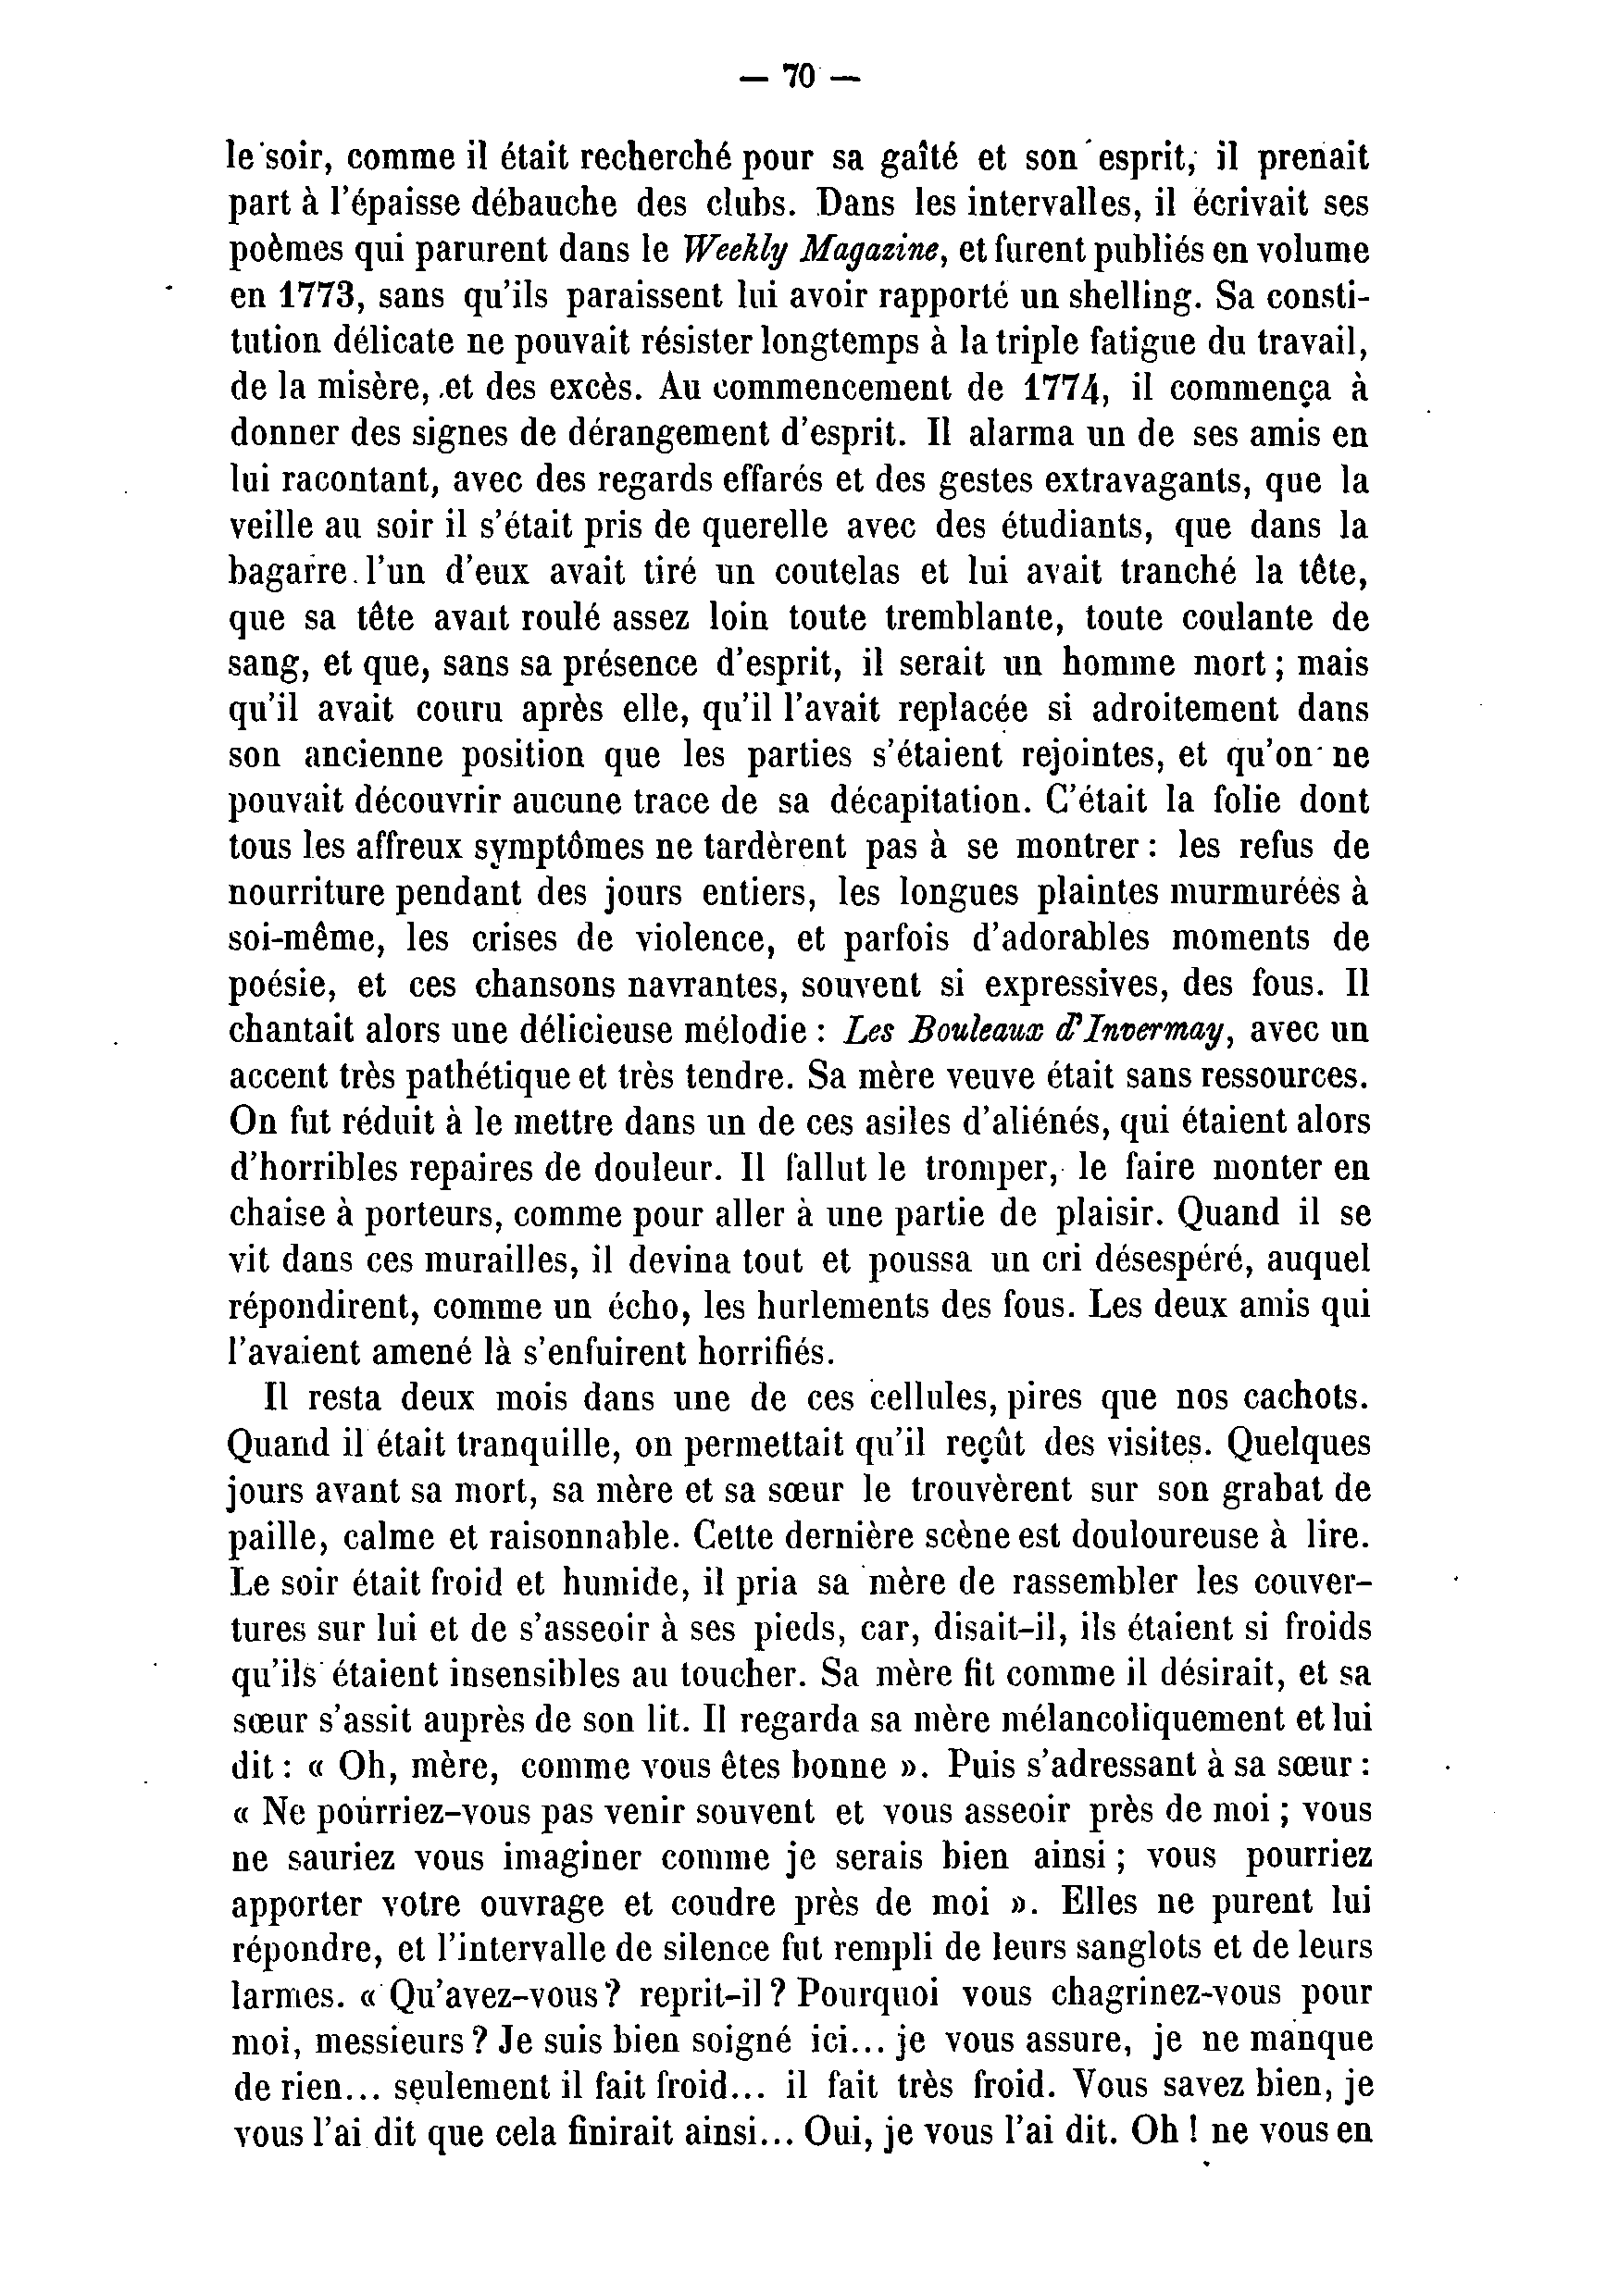 — 70 —
le soir, comme il était recherché pour sa gaîté et son esprit, il prenait
part à l'épaisse débauche des clubs. Dans les intervalles, il écrivait ses
poèmes qui parurent dans le Weekly Magazine, et furent publiés en volume
en 1773, sans qu'ils paraissent lui avoir rapporté un shelling. Sa consti-
tution délicate ne pouvait résister longtemps à la triple fatigue du travail,
de la misère, et des excès. Au commencement de 1774, il commença à
donner des signes de dérangement d'esprit. Il alarma un de ses amis en
lui racontant, avec des regards effarés et des gestes extravagants, que la
veille au soir il s'était pris de querelle avec des étudiants, que dans la
bagarre l'un d'eux avait tiré un coutelas et lui avait tranché la tête,
que sa tête avait roulé assez loin toute tremblante, toute coulante de
sang, et que, sans sa présence d'esprit, il serait un homme mort ; mais
qu'il avait couru après elle, qu'il l'avait replacée si adroitement dans
son ancienne position que les parties s'étaient rejointes, et qu'on ne
pouvait découvrir aucune trace de sa décapitation. C'était la folie dont
tous les affreux symptômes ne tardèrent pas à se montrer : les refus de
nourriture pendant des jours entiers, les longues plaintes murmurées à
soi-même, les crises de violence, et parfois d'adorables moments de
poésie, et ces chansons navrantes, souvent si expressives, des fous. Il
chantait alors une délicieuse mélodie : Les Bouleaux d'Invermay, avec un
accent très pathétique et très tendre. Sa mère veuve était sans ressources.
On fut réduit à le mettre dans un de ces asiles d'aliénés, qui étaient alors
d'horribles repaires de douleur. Il fallut le tromper, le faire monter en
chaise à porteurs, comme pour aller à une partie de plaisir. Quand il se
vit dans ces murailles, il devina tout et poussa un cri désespéré, auquel
répondirent, comme un écho, les hurlements des fous. Les deux amis qui
l'avaient amené là s'enfuirent horrifiés.
Il resta deux mois dans une de ces cellules, pires que nos cachots.
Quand il était tranquille, on permettait qu'il reçût des visites. Quelques
jours avant sa mort, sa mère et sa sœur le trouvèrent sur son grabat de
paille, calme et raisonnable. Cette dernière scène est douloureuse à lire.
Le soir était froid et humide, il pria sa mère de rassembler les couver-
tures sur lui et de s'asseoir à ses pieds, car, disait-il, ils étaient si froids
qu'ils étaient insensibles au toucher. Sa mère fit comme il désirait, et sa
sœur s'assit auprès de son lit. Il regarda sa mère mélancoliquement et lui
dit : « Oh, mère, comme vous êtes bonne ». Puis s'adressant à sa sœur :
« Ne pourriez-vous pas venir souvent et vous asseoir près de moi ; vous
ne sauriez vous imaginer comme je serais bien ainsi ; vous pourriez
apporter votre ouvrage et coudre près de moi ». Elles ne purent lui
répondre, et l'intervalle de silence fut rempli de leurs sanglots et de leurs
larmes. « Qu'avez-vous ? reprit-il ? Pourquoi vous chagrinez-vous pour
moi, messieurs ? Je suis bien soigné ici... je vous assure, je ne manque
de rien... seulement il fait froid... il fait très froid. Vous savez bien, je
vous l'ai dit que cela finirait ainsi... Oui, je vous l'ai dit. Oh ! ne vous en